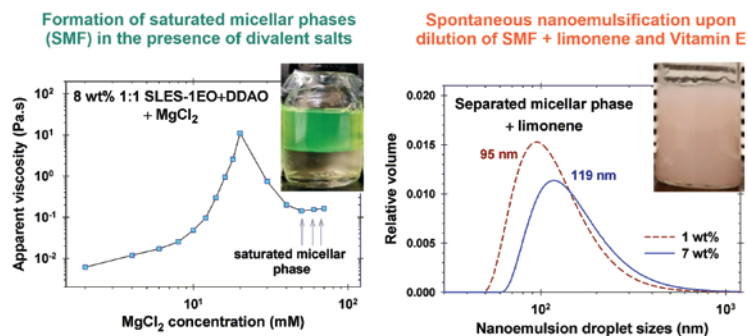 Formation of saturated micellar phases
(SMF) in the presence of divalent salts
8 wt% 1:1 SLES-1EO+DDAO
+ MgCl₂
Apparent viscosity (Pa.s)
10²
10¹
10⁰
10⁻¹
10⁻²
saturated micellar
phase
10¹
10²
MgCl₂ concentration (mM)
Spontaneous nanoemulsification upon
dilution of SMF + limonene and Vitamin E
Relative volume
0.020
0.015
0.010
0.005
0.000
Separated micellar phase
+ limonene
95 nm
119 nm
1 wt%
7 wt%
10²
10³
Nanoemulsion droplet sizes (nm)